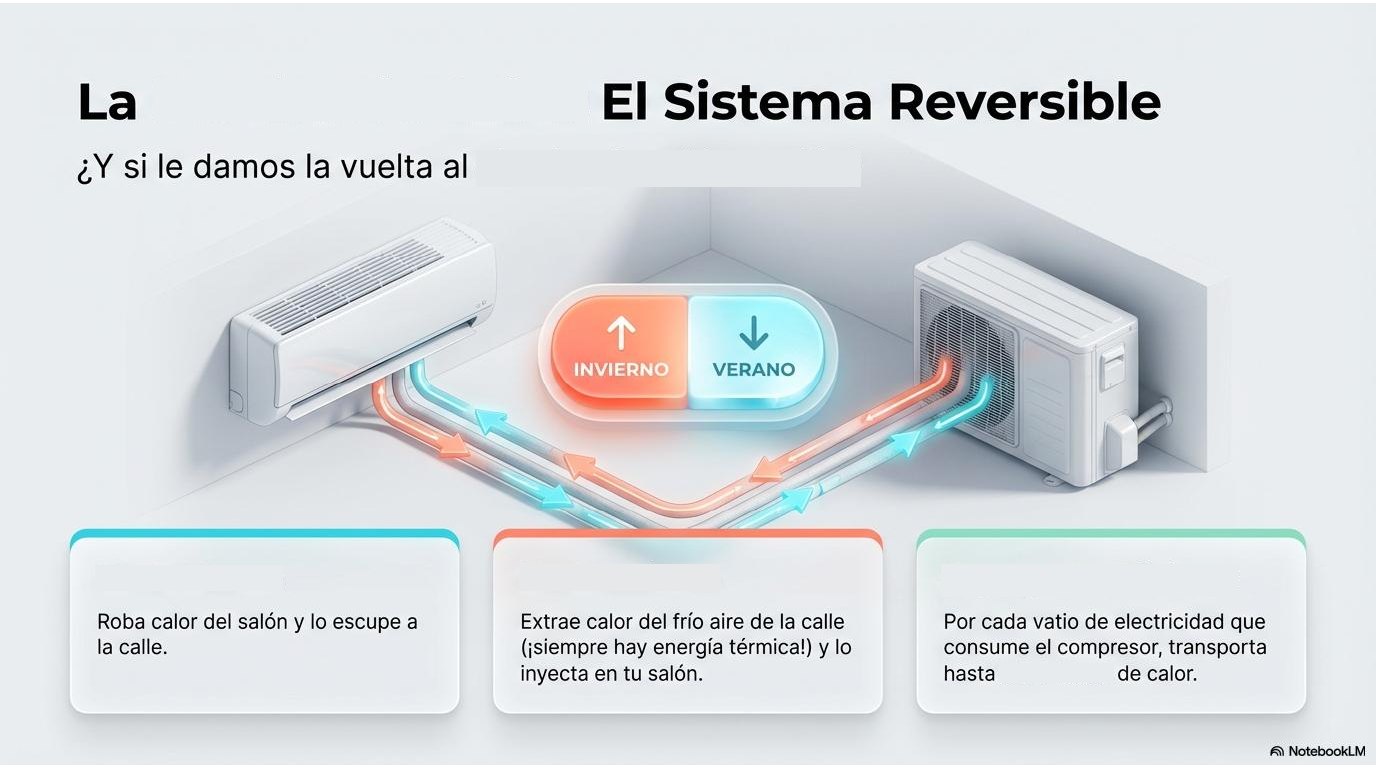 La El Sistema Reversible
¿Y si le damos la vuelta al
INVIERNO
VERANO
Roba calor del salón y lo escupe a
la calle.
Extrae calor del frío aire de la calle
(¡siempre hay energía térmica!) y lo
inyecta en tu salón.
Por cada vatio de electricidad que
consume el compresor, transporta
hasta de calor.
NotebookLM